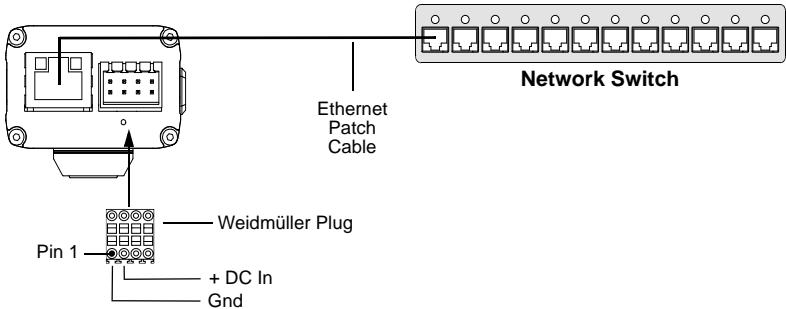 Network Switch
Ethernet
Patch
Cable
Weidmüller Plug
Pin 1
+ DC In
Gnd